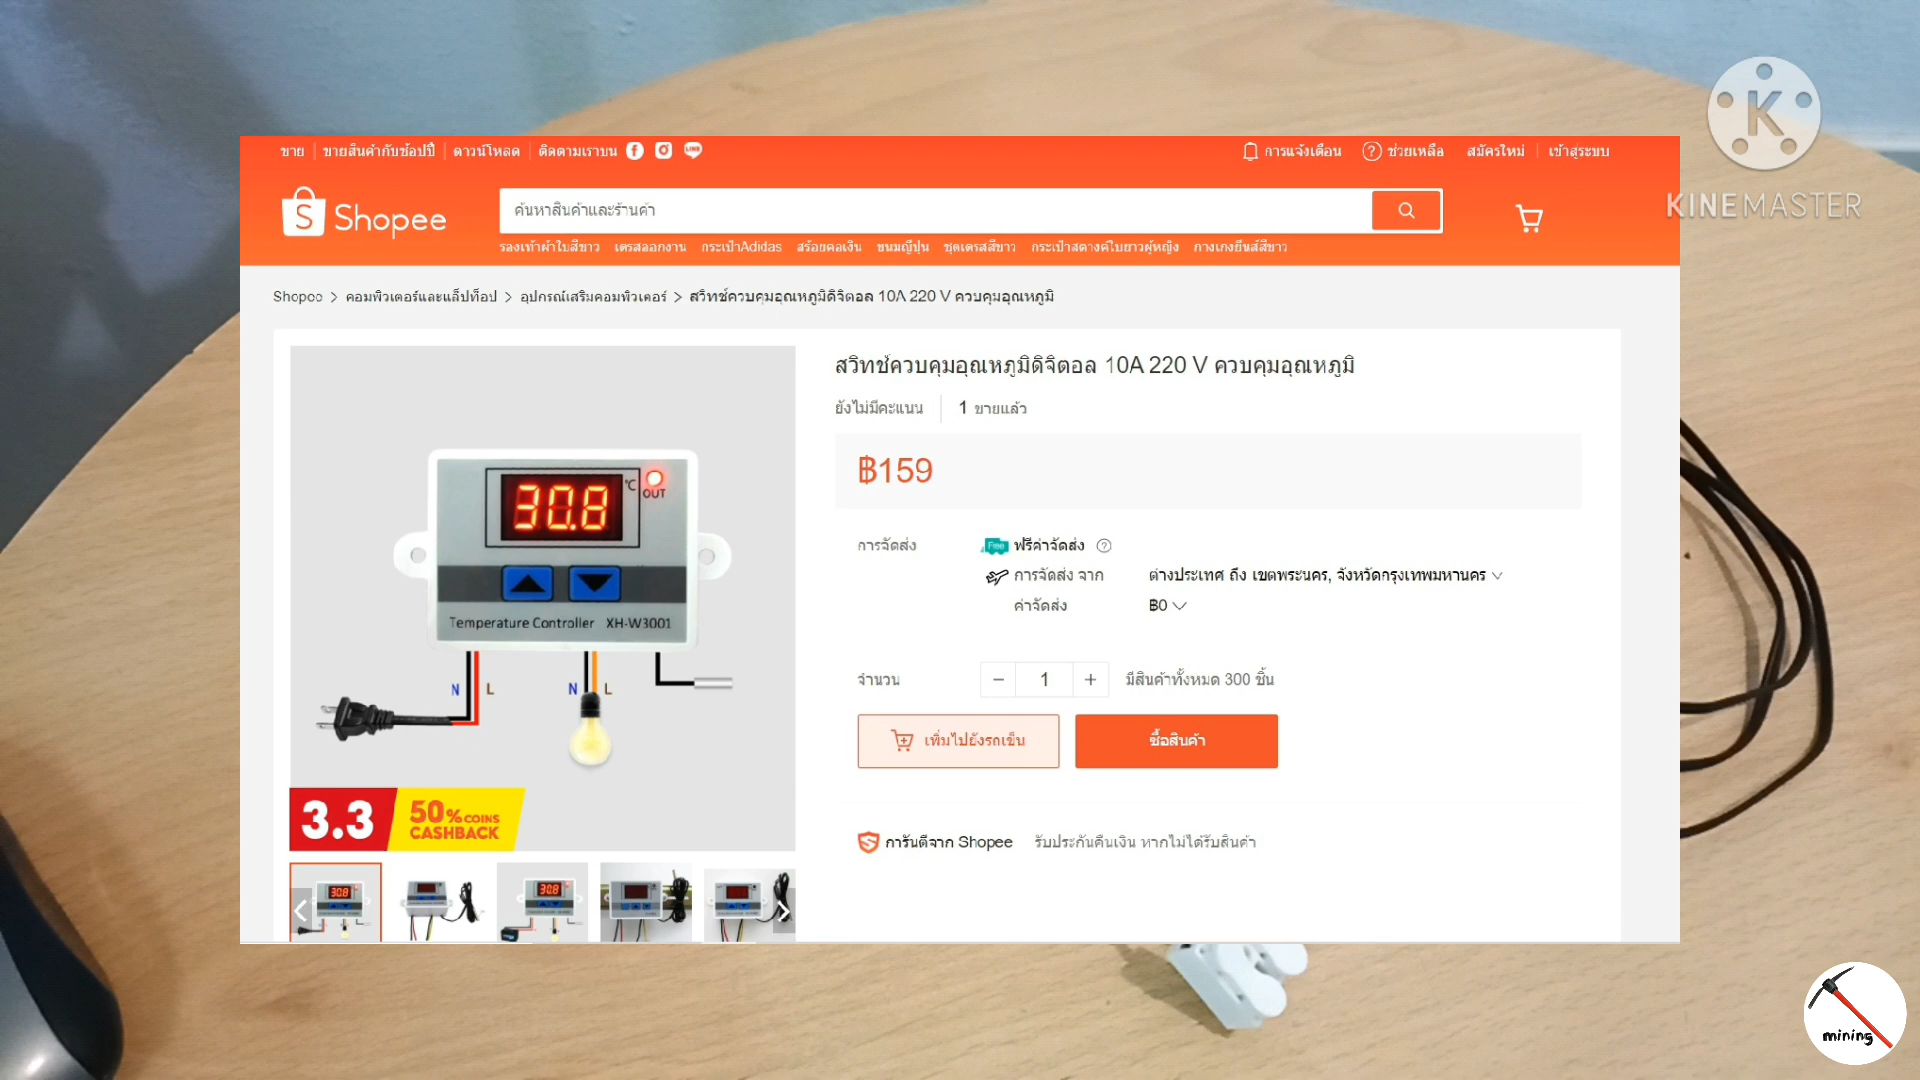 ขาย ขายสินค้ากับช้อปปี้ ดาวน์โหลด ติดตามเราบน
การแจ้งเตือน ช่วยเหลือ สมัครใหม่ เข้าสู่ระบบ
KINEMASTER
Shopee
ค้นหาสินค้าและร้านค้า
รองเท้าผ้าใบสีขาว เดรสออกงาน กระเป๋าAdidas สร้อยคอเงิน ขนมญี่ปุ่น ชุดเดรสสีขาว กระเป๋าสตางค์ใบยาวผู้หญิง กางเกงยีนส์สีขาว
Shopee > คอมพิวเตอร์และแล็ปท็อป > อุปกรณ์เสริมคอมพิวเตอร์ > สวิทช์ควบคุมอุณหภูมิดิจิตอล 10A 220 V ควบคุมอุณหภูมิ
สวิทช์ควบคุมอุณหภูมิดิจิตอล 10A 220 V ควบคุมอุณหภูมิ
ยังไม่มีคะแนน 1 ขายแล้ว
฿159
30.8 °C OUT
Temperature Controller XH-W3001
N L N L
3.3 50% COINS
CASHBACK
การจัดส่ง Free ฟรีค่าจัดส่ง
การจัดส่ง จาก ต่างประเทศ ถึง เขตพระนคร, จังหวัดกรุงเทพมหานคร
ค่าจัดส่ง ฿0
จำนวน 1 มีสินค้าทั้งหมด 300 ชิ้น
เพิ่มไปยังรถเข็น ซื้อสินค้า
การันตีจาก Shopee รับประกันคืนเงิน หากไม่ได้รับสินค้า
mining